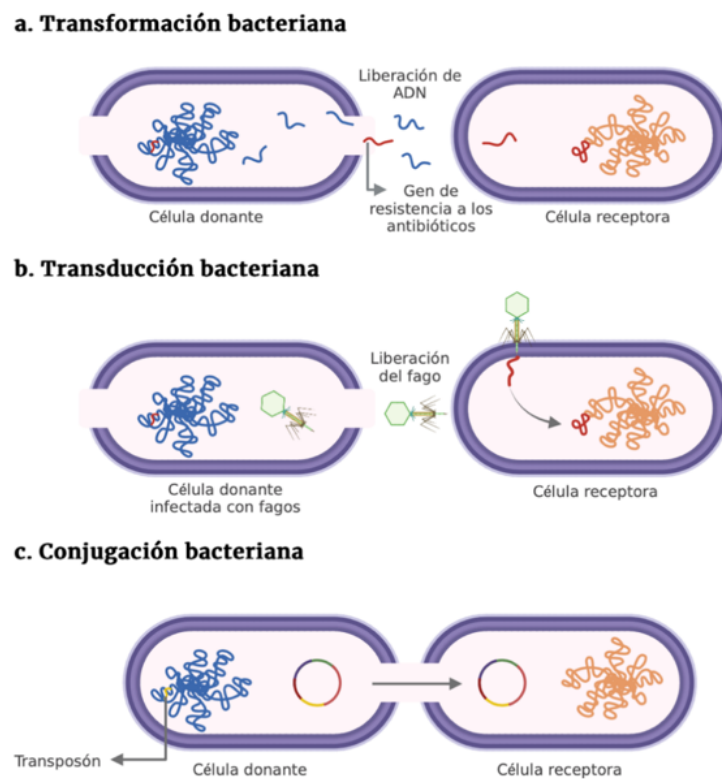 a. Transformación bacteriana
Liberación de
ADN
Gen de
resistencia a los
antibióticos
Célula donante
Célula receptora
b. Transducción bacteriana
Liberación
del fago
Célula donante
infectada con fagos
Célula receptora
c. Conjugación bacteriana
Transposón
Célula donante
Célula receptora